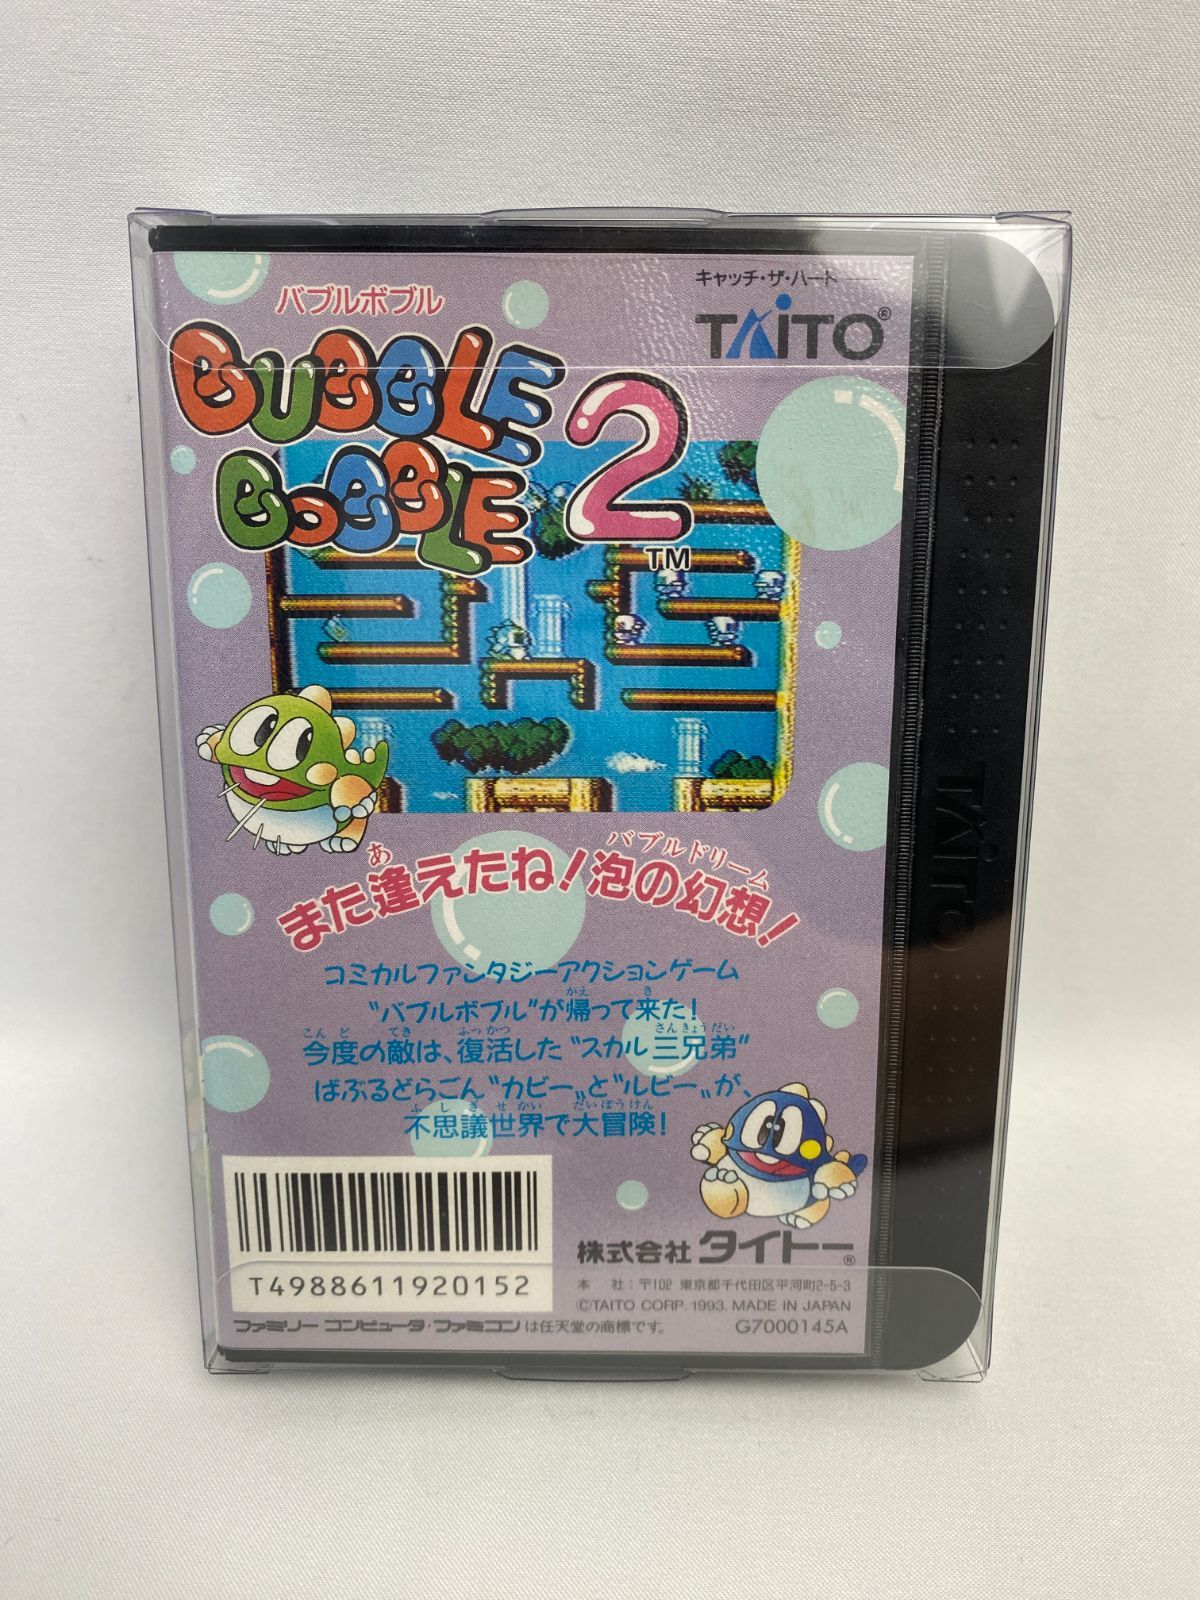 バブルボブル
BUBBLE
BOBBLE 2
TM
キャッチ・ザ・ハート
TAITO®
TAITO
あ バブルドリーム
また逢えたね!泡の幻想!
コミカルファンタジーアクションゲーム
かえ き
"バブルボブル"が帰って来た!
こんど てき ふっかつ さんきょうだい
今度の敵は、復活した"スカル三兄弟"
ばぶるどらごん"カビー"と"ルビー"が、
ふしぎせかい だいぼうけん
不思議世界で大冒険!
T4988611920152
株式会社 タイトー®
本 社:〒102 東京都千代田区平河町2-5-3
©TAITO CORP. 1993. MADE IN JAPAN
ファミリーコンピュータ・ファミコンは任天堂の商標です。
G7000145A